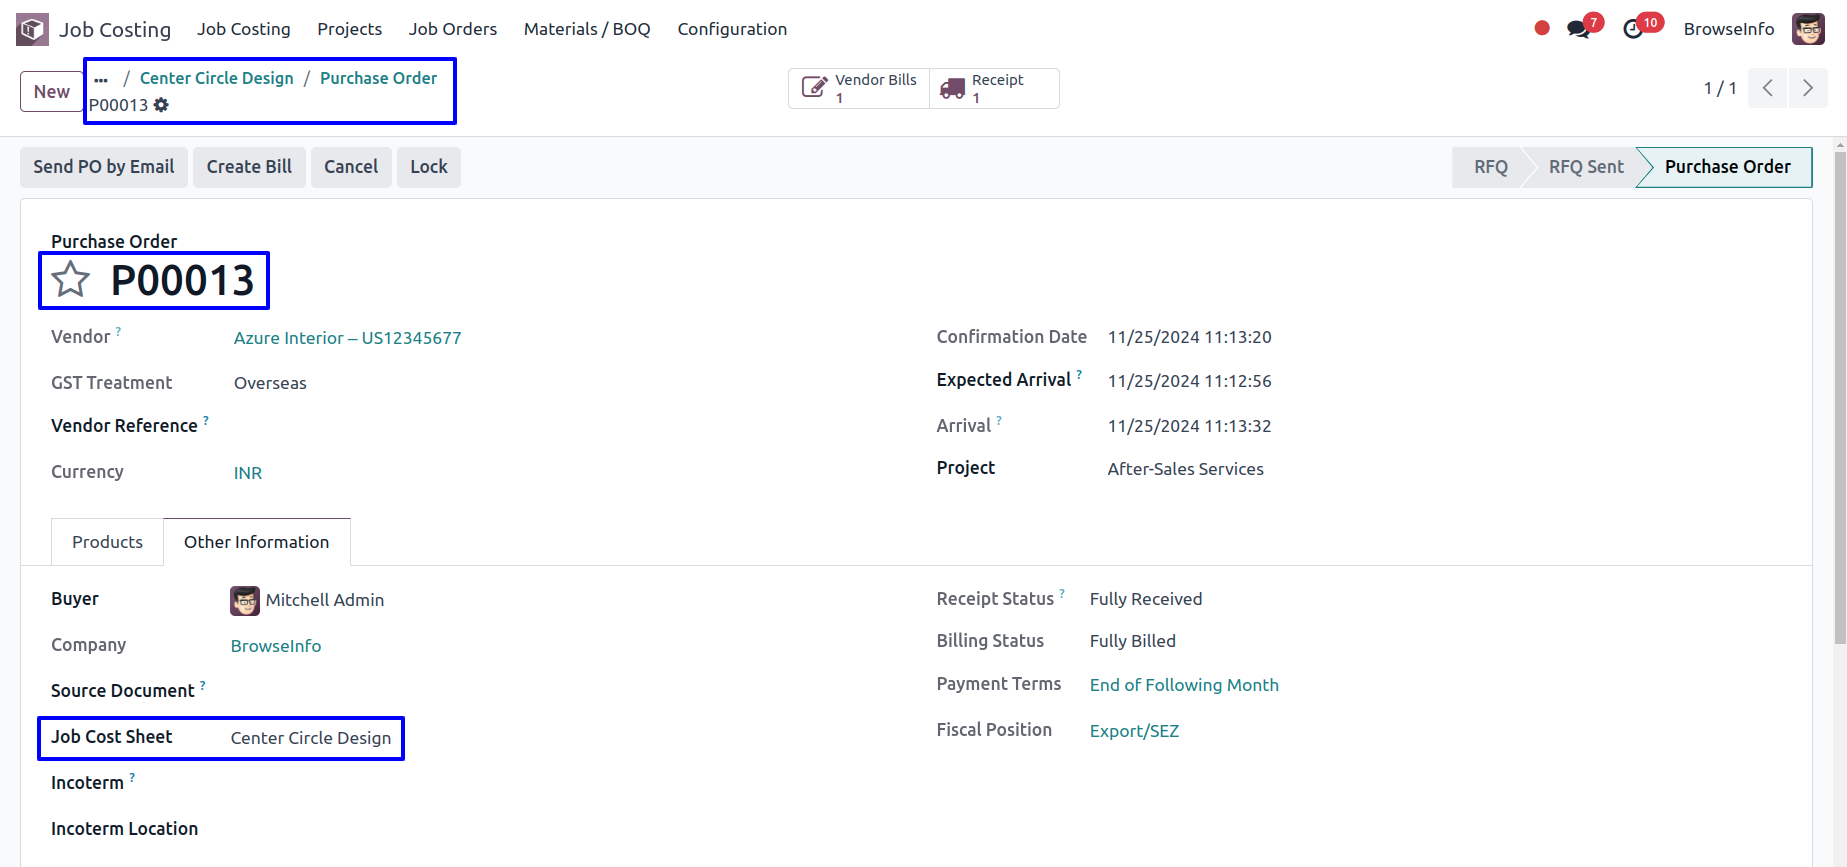 Job Costing Job Costing Projects Job Orders Materials / BOQ Configuration 7 10 BrowseInfo
New ... / Center Circle Design / Purchase Order
P00013
Vendor Bills 1 Receipt 1
1 / 1
Send PO by Email Create Bill Cancel Lock RFQ RFQ Sent Purchase Order
Purchase Order
P00013
Vendor ? Azure Interior – US12345677
GST Treatment Overseas
Vendor Reference ?
Currency INR
Confirmation Date 11/25/2024 11:13:20
Expected Arrival ? 11/25/2024 11:12:56
Arrival ? 11/25/2024 11:13:32
Project After-Sales Services
Products Other Information
Buyer Mitchell Admin
Company BrowseInfo
Source Document ?
Job Cost Sheet Center Circle Design
Incoterm ?
Incoterm Location
Receipt Status ? Fully Received
Billing Status Fully Billed
Payment Terms End of Following Month
Fiscal Position Export/SEZ